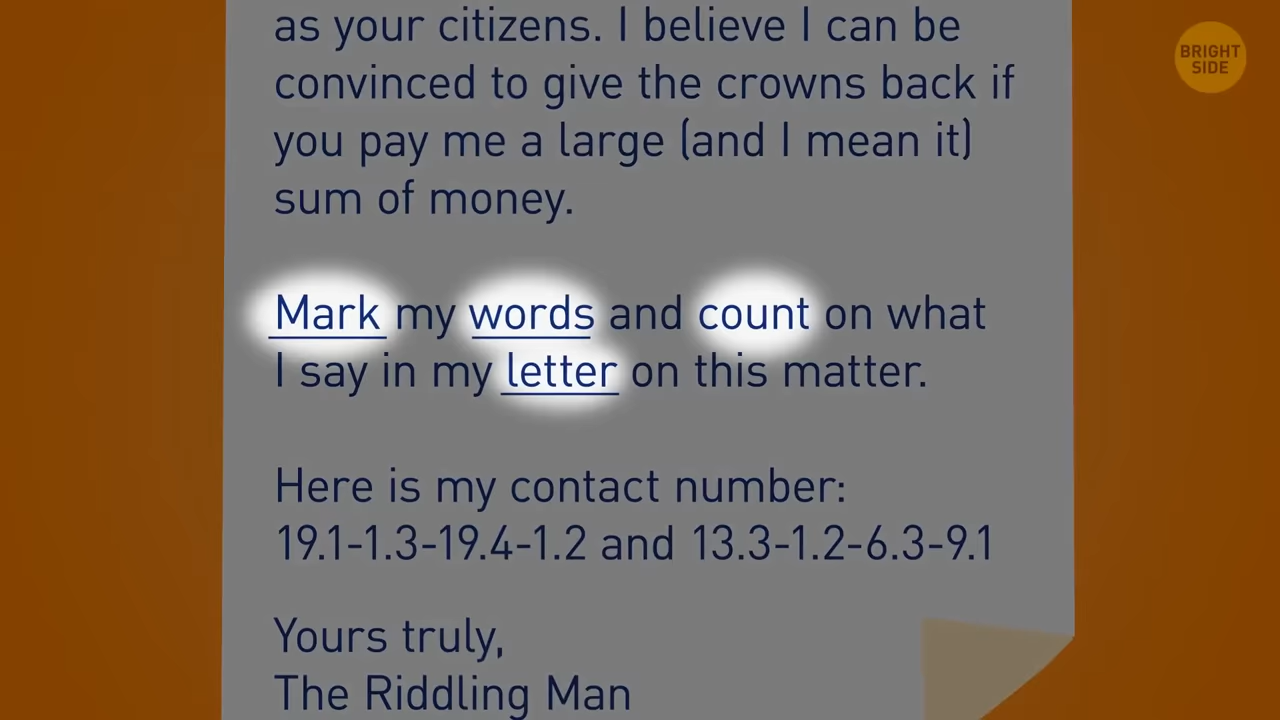 BRIGHT
SIDE
as your citizens. I believe I can be
convinced to give the crowns back if
you pay me a large (and I mean it)
sum of money.
Mark my words and count on what
I say in my letter on this matter.
Here is my contact number:
19.1-1.3-19.4-1.2 and 13.3-1.2-6.3-9.1
Yours truly,
The Riddling Man